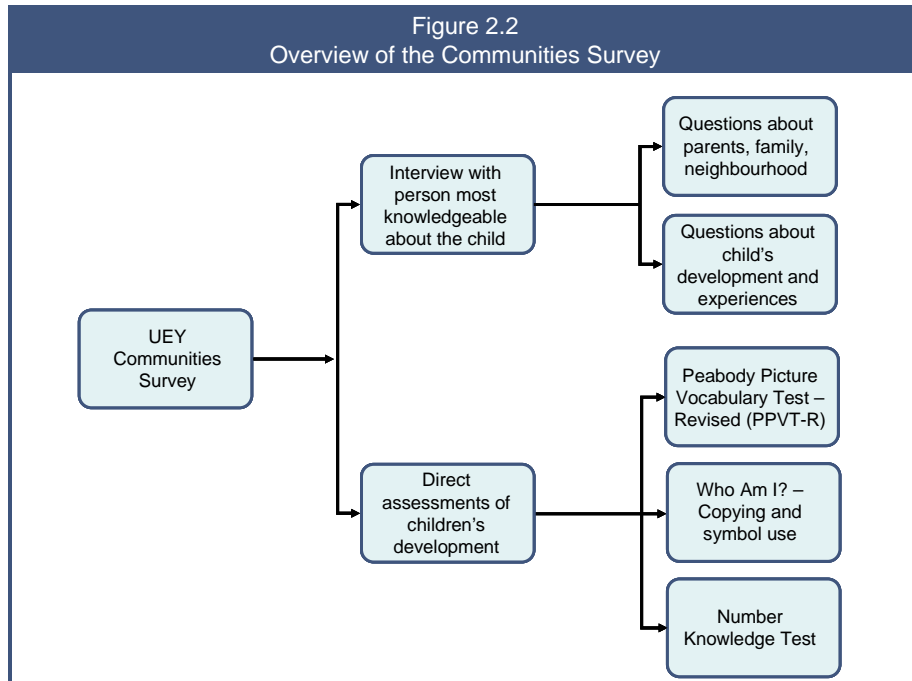 Figure 2.2
Overview of the Communities Survey
UEY
Communities
Survey
Interview with
person most
knowledgeable
about the child
Questions about
parents, family,
neighbourhood
Questions about
child's
development and
experiences
Direct
assessments of
children's
development
Peabody Picture
Vocabulary Test –
Revised (PPVT-R)
Who Am I? –
Copying and
symbol use
Number
Knowledge Test